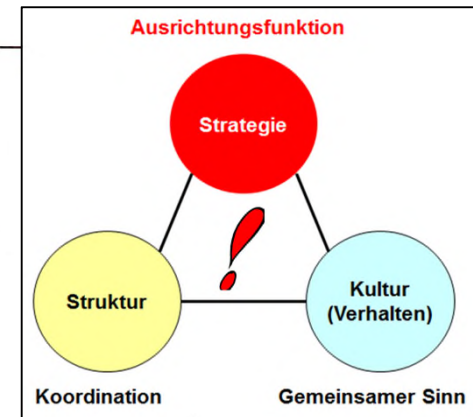 Ausrichtungsfunktion
Strategie
Struktur
Kultur
(Verhalten)
!
Koordination
Gemeinsamer Sinn